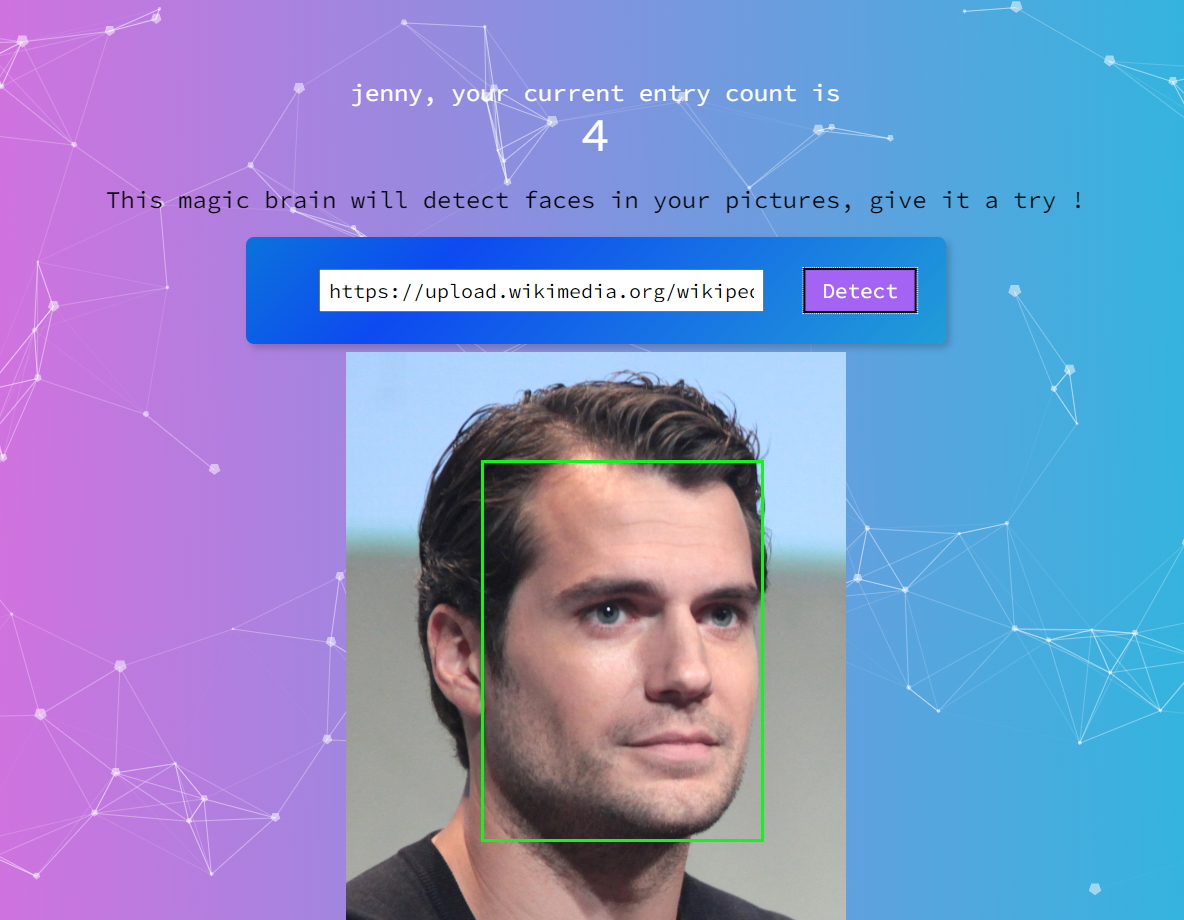 jenny, your current entry count is
4
This magic brain will detect faces in your pictures, give it a try !
https://upload.wikimedia.org/wikiped
Detect